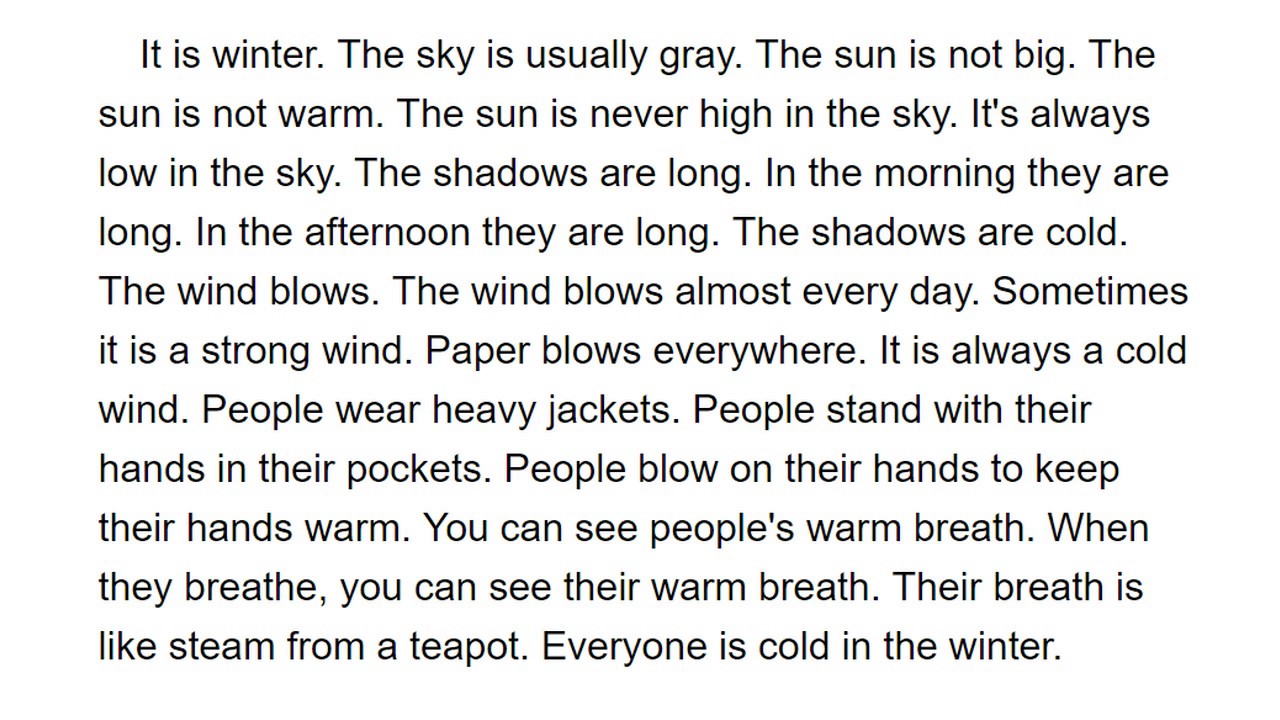 It is winter. The sky is usually gray. The sun is not big. The
sun is not warm. The sun is never high in the sky. It's always
low in the sky. The shadows are long. In the morning they are
long. In the afternoon they are long. The shadows are cold.
The wind blows. The wind blows almost every day. Sometimes
it is a strong wind. Paper blows everywhere. It is always a cold
wind. People wear heavy jackets. People stand with their
hands in their pockets. People blow on their hands to keep
their hands warm. You can see people's warm breath. When
they breathe, you can see their warm breath. Their breath is
like steam from a teapot. Everyone is cold in the winter.